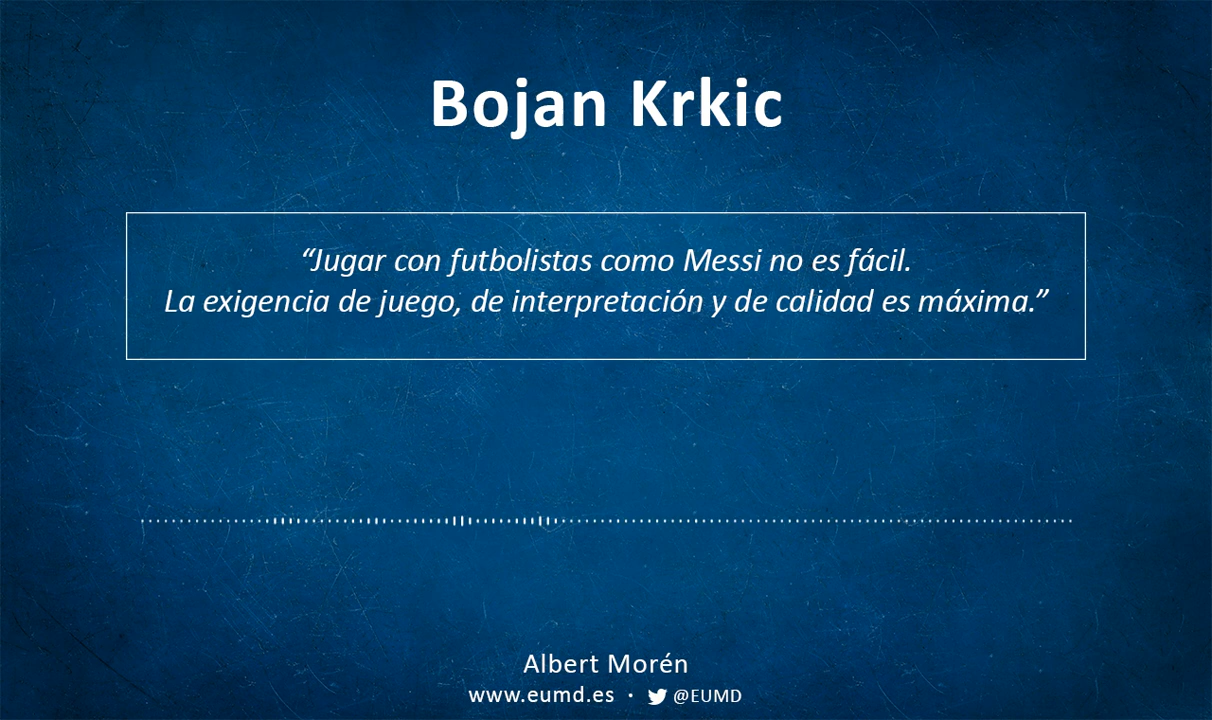 Bojan Krkic
“Jugar con futbolistas como Messi no es fácil.
La exigencia de juego, de interpretación y de calidad es máxima.”
Albert Morén
www.eumd.es · @EUMD